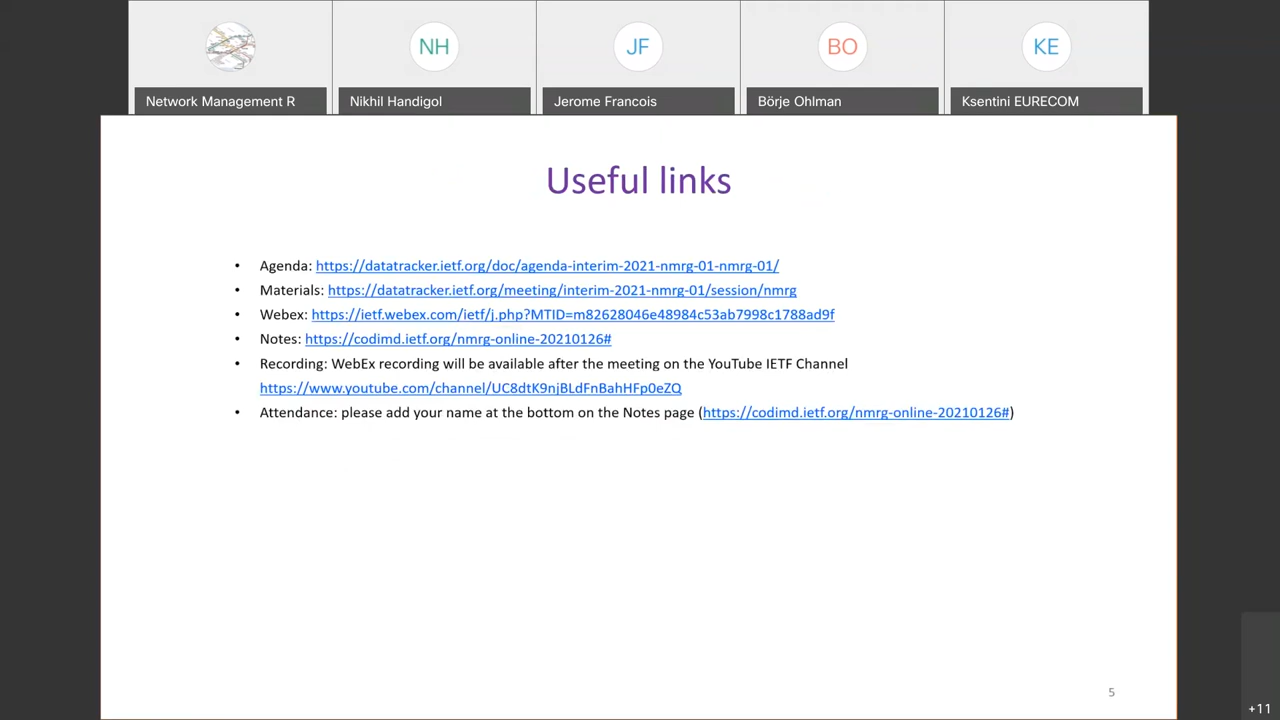 NH
JF
BO
KE
Network Management R
Nikhil Handigol
Jerome Francois
Börje Ohlman
Ksentini EURECOM
Useful links
• Agenda: https://datatracker.ietf.org/doc/agenda-interim-2021-nmrg-01-nmrg-01/
• Materials: https://datatracker.ietf.org/meeting/interim-2021-nmrg-01/session/nmrg
• Webex: https://ietf.webex.com/ietf/j.php?MTID=m82628046e48984c53ab7998c1788ad9f
• Notes: https://codimd.ietf.org/nmrg-online-20210126#
• Recording: WebEx recording will be available after the meeting on the YouTube IETF Channel
https://www.youtube.com/channel/UC8dtK9njBLdFnBahHFp0eZQ
• Attendance: please add your name at the bottom on the Notes page (https://codimd.ietf.org/nmrg-online-20210126#)
5
+11